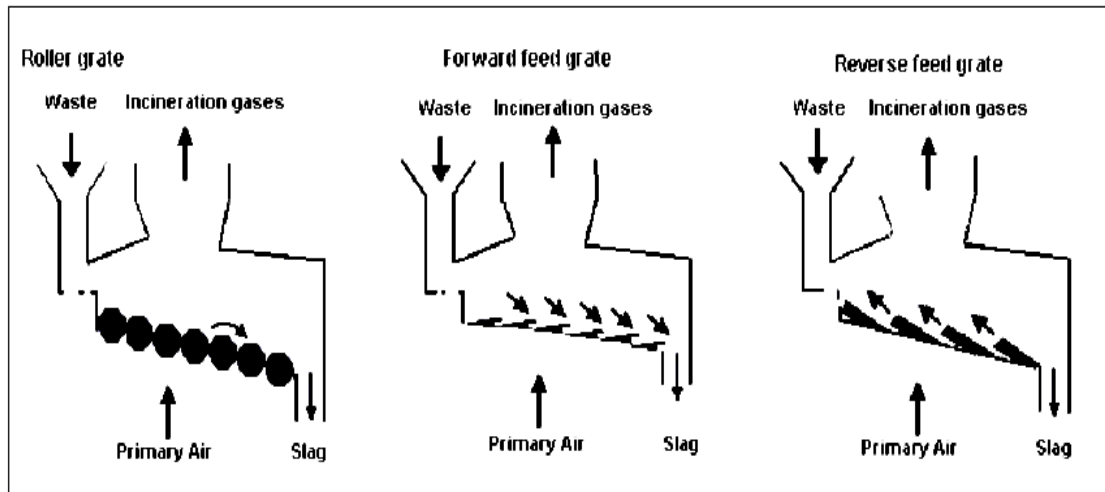 Roller grate
Waste Incineration gases
Primary Air Slag
Forward feed grate
Waste Incineration gases
Primary Air Slag
Reverse feed grate
Waste Incineration gases
Primary Air Slag